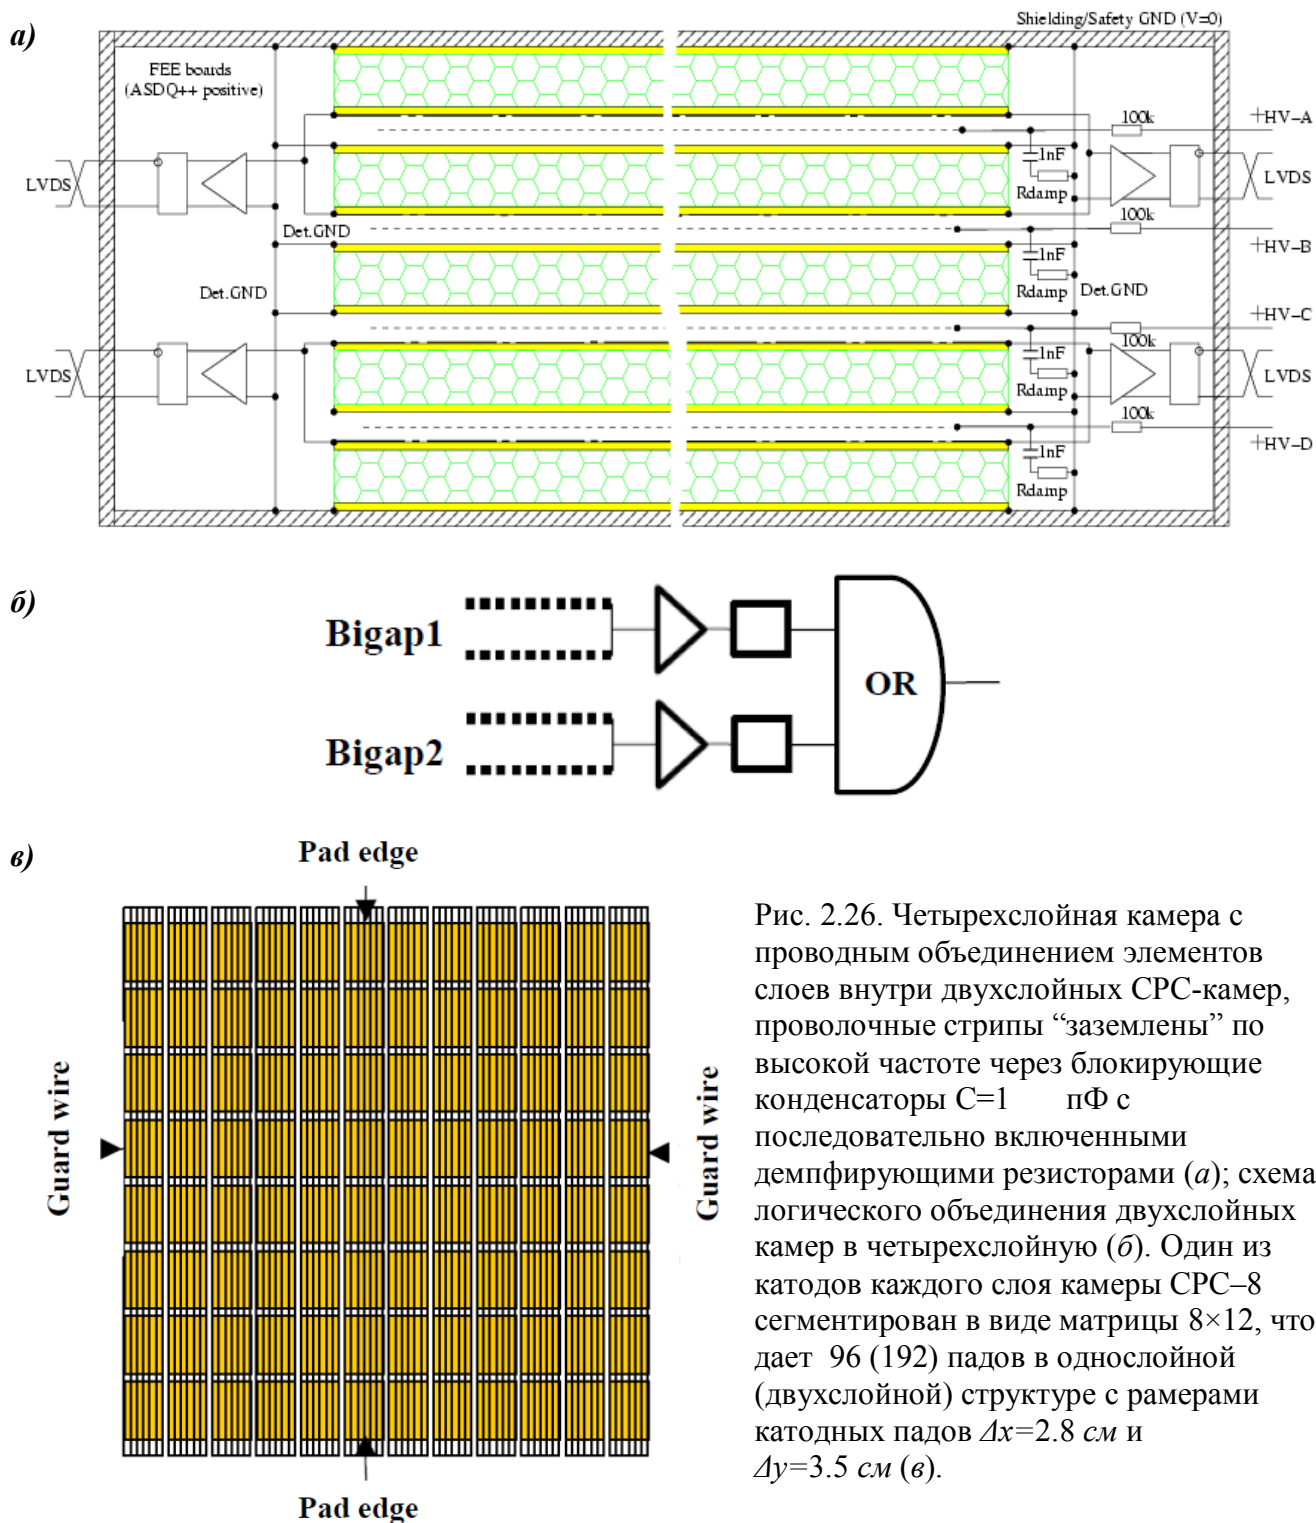 а)
Shielding/Safety GND (V=0)
FEE boards
(ASDQ++ positive)
100k
+HV-A
1nF
LVDS
Rdamp
LVDS
100k
Det.GND
+HV-B
1nF
Det.GND
Rdamp
Det.GND
+HV-C
100k
1nF
LVDS
Rdamp
LVDS
100k
+HV-D
1nF
Rdamp
б)
Bigap1
OR
Bigap2
в)
Pad edge
Guard wire
Guard wire
Pad edge
Рис. 2.26. Четырехслойная камера с
проводным объединением элементов
слоев внутри двухслойных CPC-камер,
проволочные стрипы “заземлены” по
высокой частоте через блокирующие
конденсаторы C=1 пФ с
последовательно включенными
демпфирующими резисторами (а); схема
логического объединения двухслойных
камер в четырехслойную (б). Один из
катодов каждого слоя камеры CPC–8
сегментирован в виде матрицы 8×12, что
дает 96 (192) падов в однослойной
(двухслойной) структуре с рамерами
катодных падов Δx=2.8 см и
Δy=3.5 см (в).